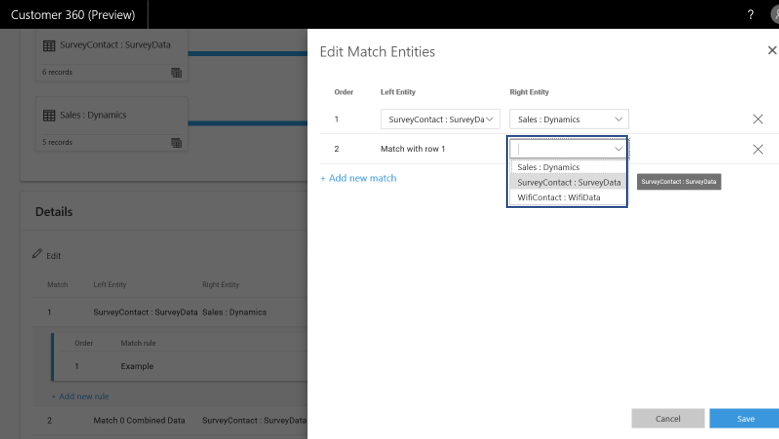 Customer 360 (Preview)
?
SurveyContact : SurveyData
6 records
Sales : Dynamics
5 records
Details
Edit
Match Left Entity Right Entity
1 SurveyContact : SurveyData Sales : Dynamics
Order Match rule
1 Example
+ Add new rule
2 Match 0 Combined Data SurveyContact : SurveyData
Edit Match Entities
Order Left Entity Right Entity
1 SurveyContact : SurveyDa Sales : Dynamics
2 Match with row 1
Sales : Dynamics
SurveyContact : SurveyData
WifiContact : WifiData
SurveyContact : SurveyData
+ Add new match
Cancel Save